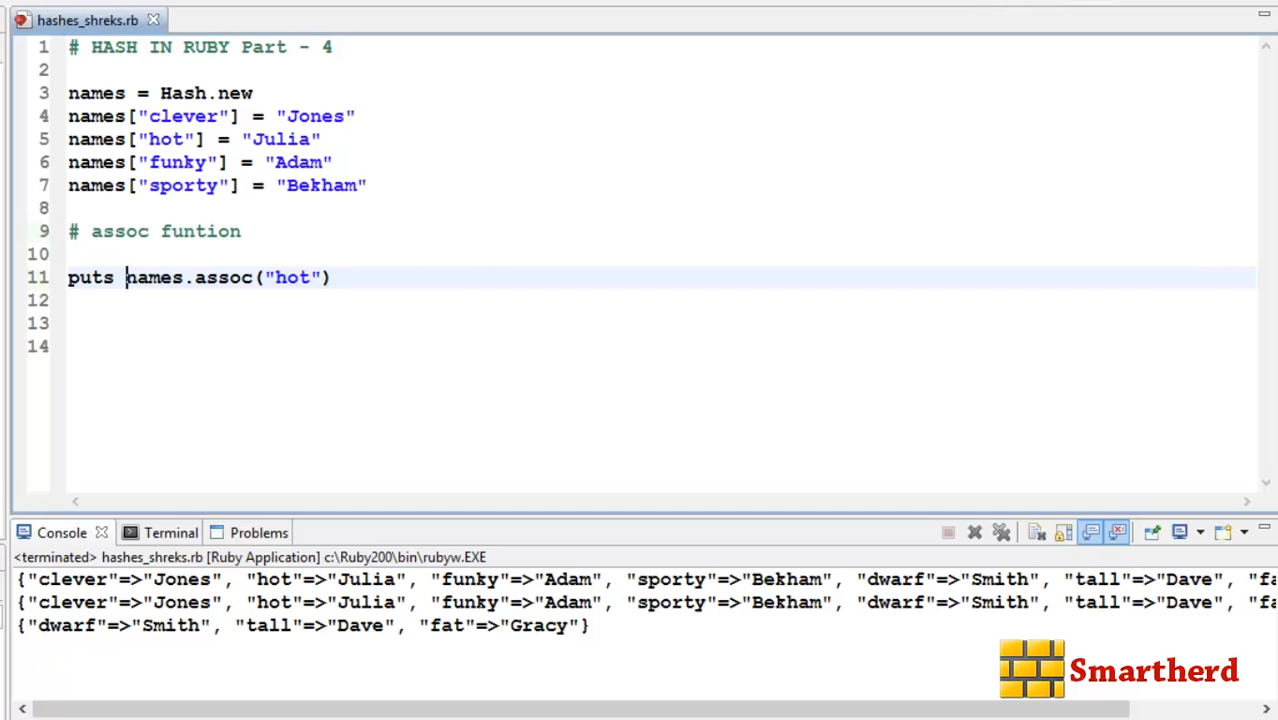 hashes_shreks.rb
1 # HASH IN RUBY Part - 4
2
3 names = Hash.new
4 names["clever"] = "Jones"
5 names["hot"] = "Julia"
6 names["funky"] = "Adam"
7 names["sporty"] = "Bekham"
8
9 # assoc funtion
10
11 puts names.assoc("hot")
12
13
14
Console Terminal Problems
<terminated> hashes_shreks.rb [Ruby Application] c:\Ruby200\bin\rubyw.EXE
{"clever"=>"Jones", "hot"=>"Julia", "funky"=>"Adam", "sporty"=>"Bekham", "dwarf"=>"Smith", "tall"=>"Dave", "fa
{"clever"=>"Jones", "hot"=>"Julia", "funky"=>"Adam", "sporty"=>"Bekham", "dwarf"=>"Smith", "tall"=>"Dave", "fa
{"dwarf"=>"Smith", "tall"=>"Dave", "fat"=>"Gracy"}
Smartherd